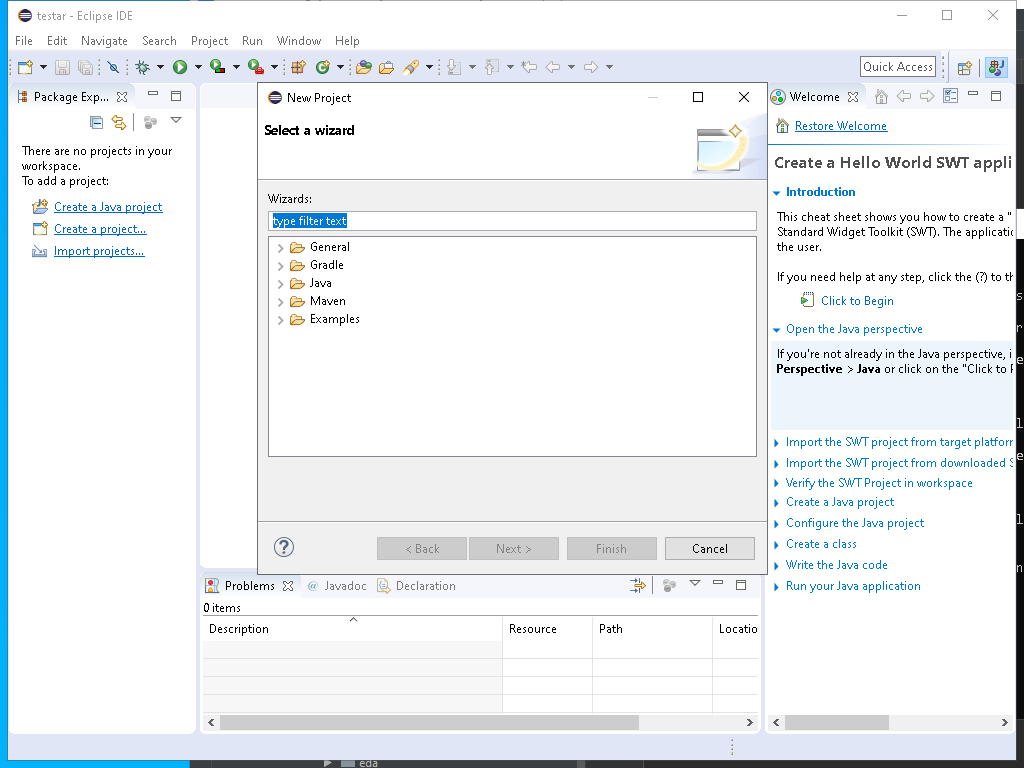 testar - Eclipse IDE
File Edit Navigate Search Project Run Window Help
Quick Access
Package Exp...
There are no projects in your
workspace.
To add a project:
Create a Java project
Create a project...
Import projects...
New Project
Select a wizard
Wizards:
type filter text
General
Gradle
Java
Maven
Examples
?
< Back Next > Finish Cancel
Welcome
Restore Welcome
Create a Hello World SWT appli
Introduction
This cheat sheet shows you how to create a "
Standard Widget Toolkit (SWT). The applicatio
the user.
If you need help at any step, click the (?) to th
Click to Begin
Open the Java perspective
If you're not already in the Java perspective, i
Perspective > Java or click on the "Click to P
Import the SWT project from target platforr
Import the SWT project from downloaded S
Verify the SWT Project in workspace
Create a Java project
Configure the Java project
Create a class
Write the Java code
Run your Java application
Problems @ Javadoc Declaration
0 items
Description Resource Path Locatio
eda